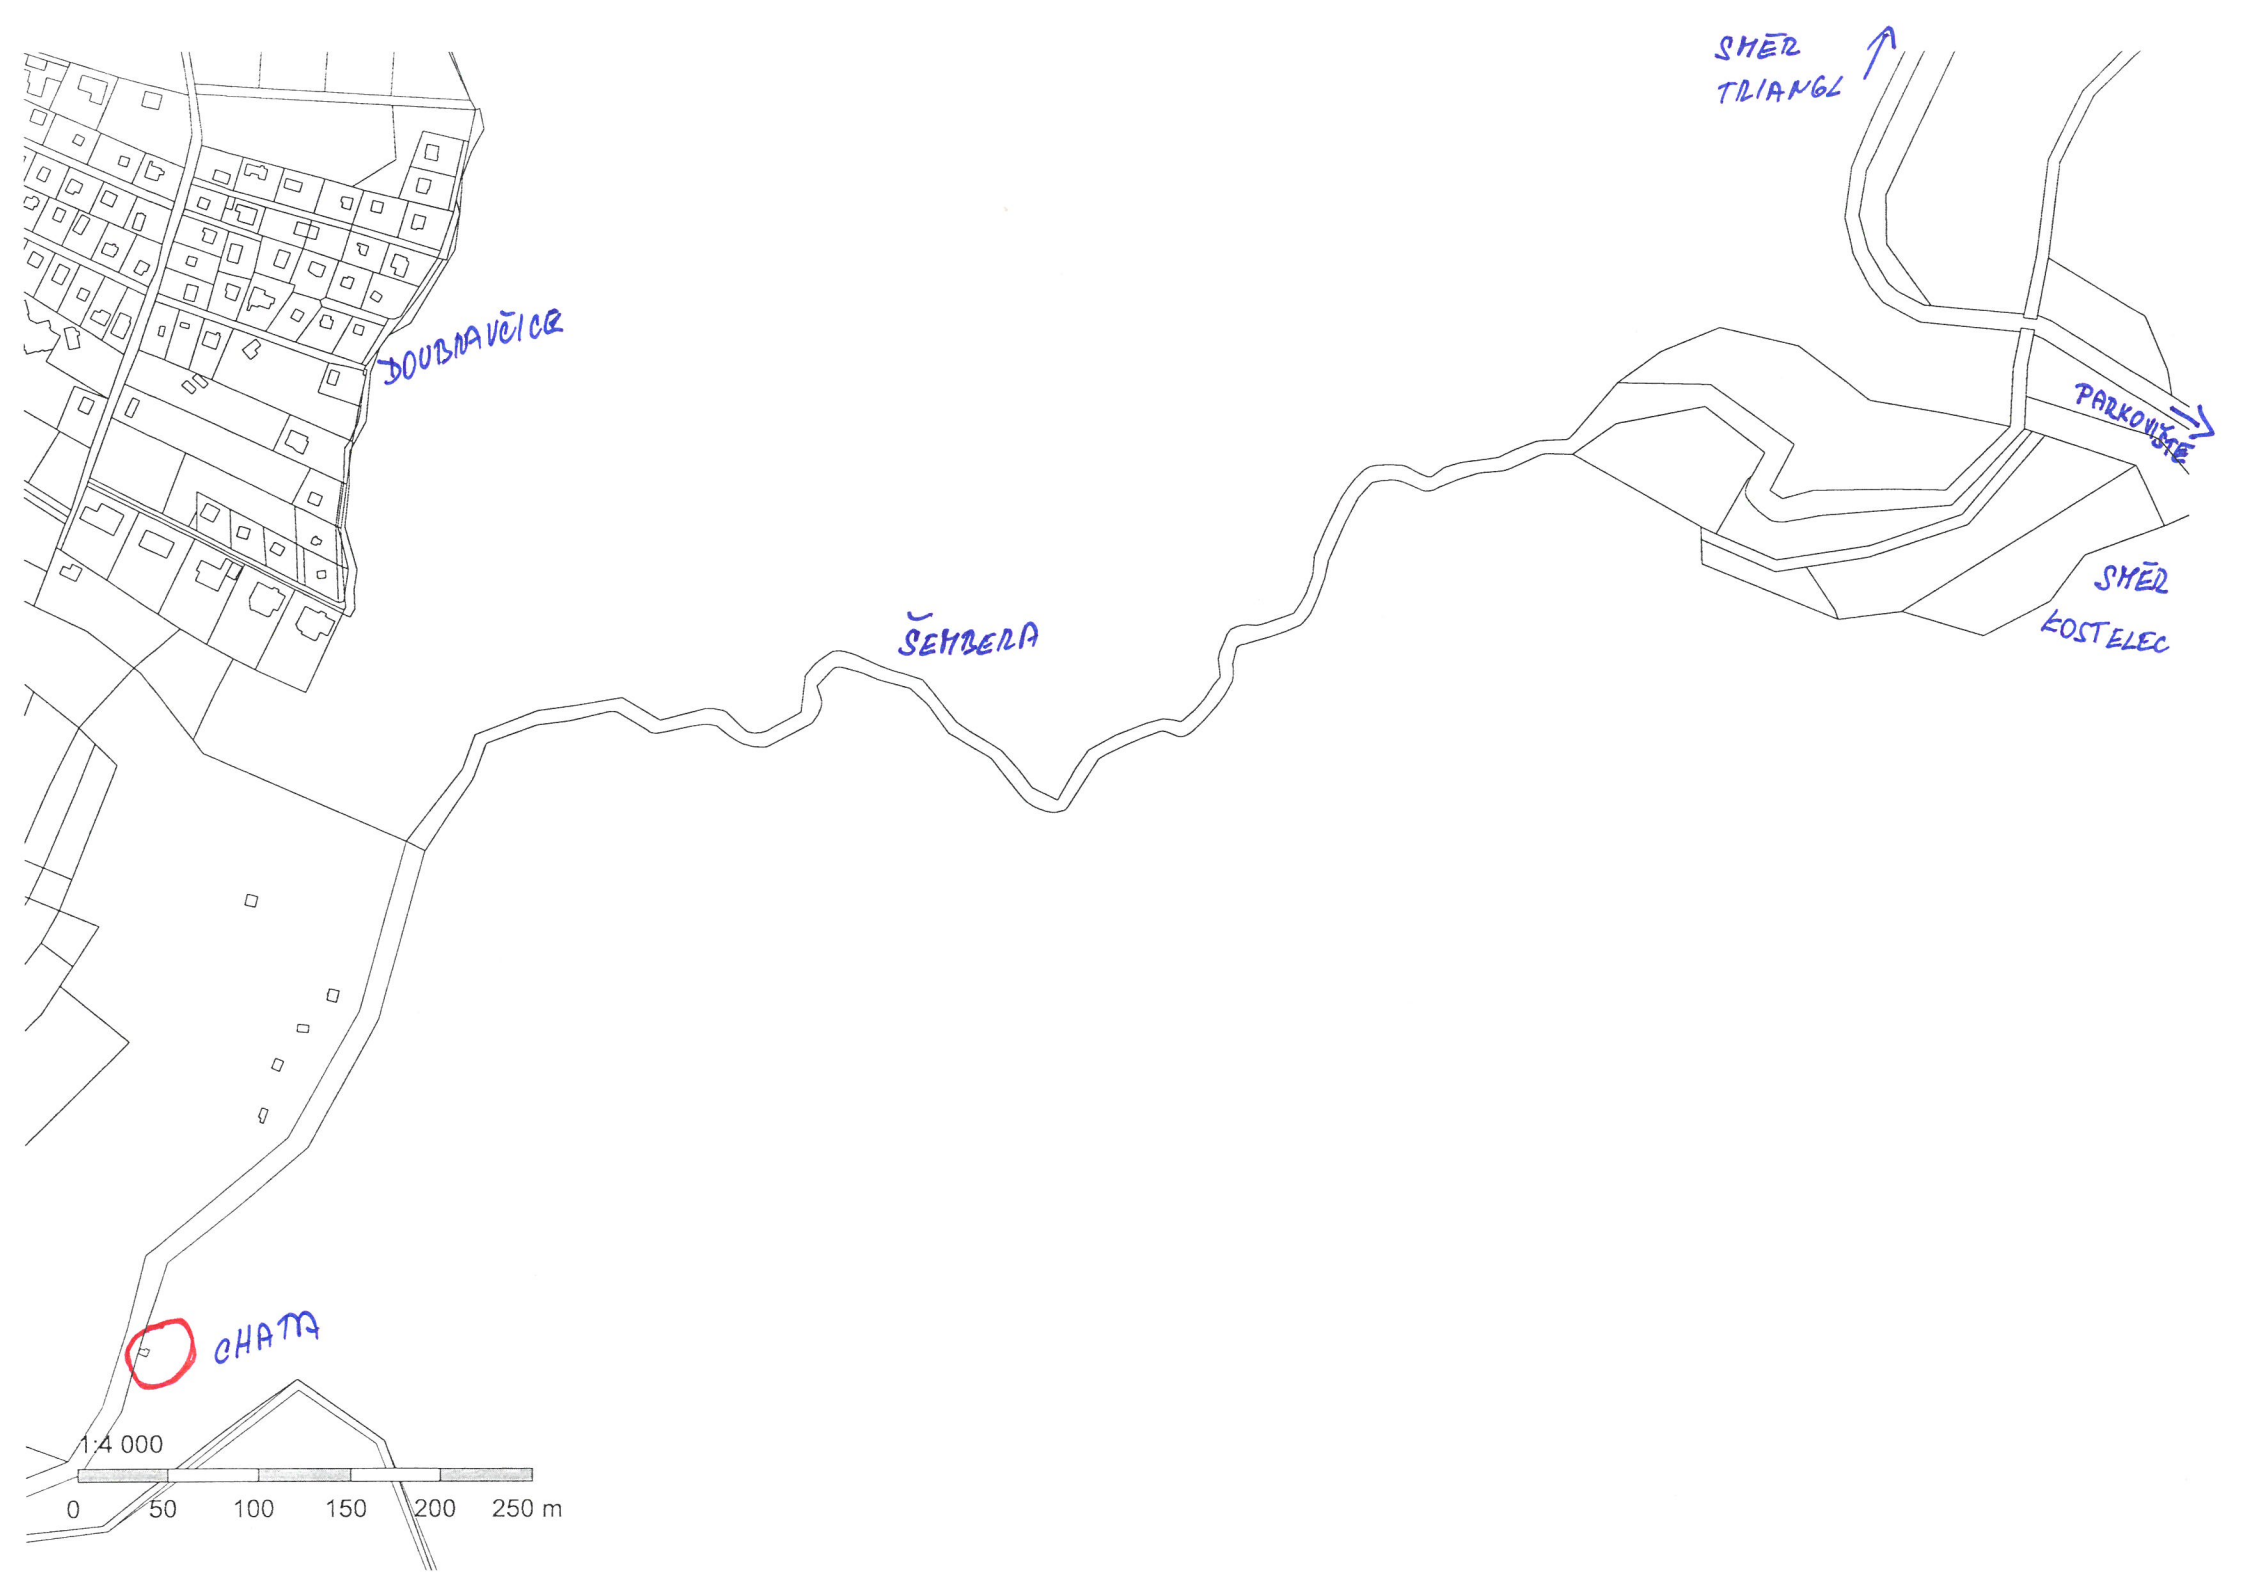 SMĚR
TRIANGL
DOUBRAVČICE
PARKOVIŠTĚ
SMĚR
KOSTELEC
ŠEMBERA
CHATA
1:4 000
0 50 100 150 200 250 m